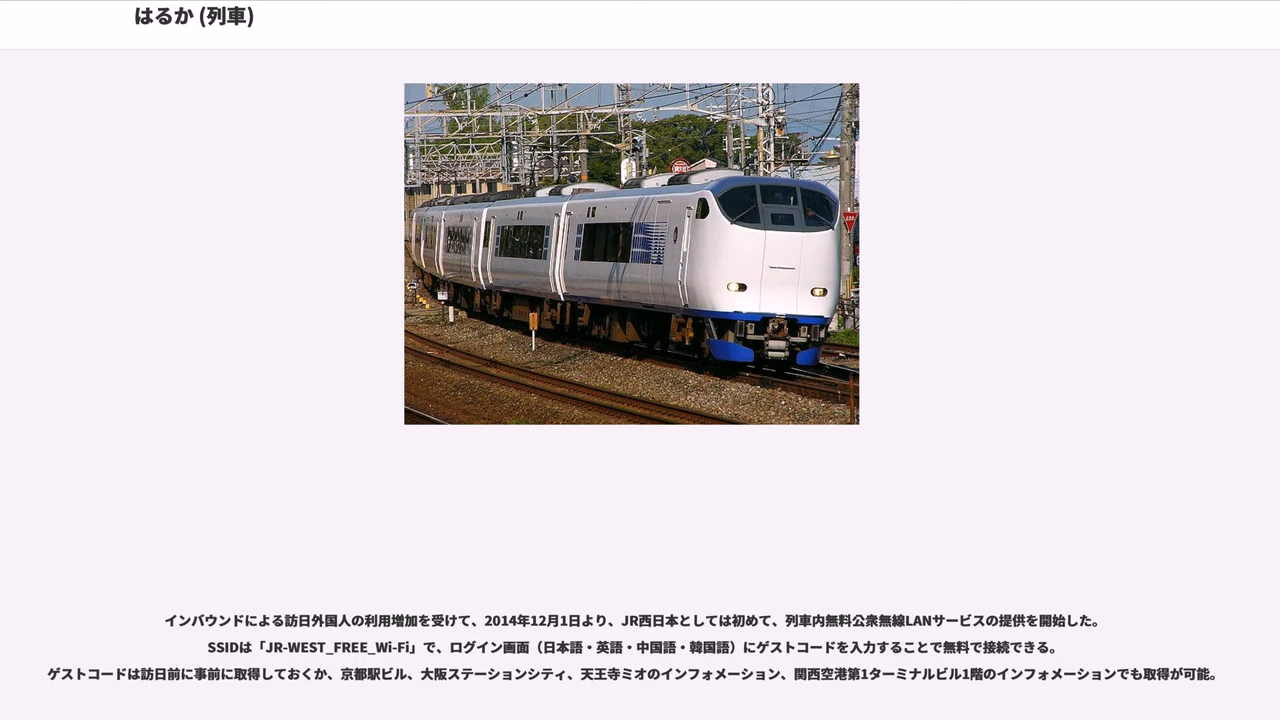 はるか (列車)
インバウンドによる訪日外国人の利用増加を受けて、2014年12月1日より、JR西日本としては初めて、列車内無料公衆無線LANサービスの提供を開始した。
SSIDは「JR-WEST_FREE_Wi-Fi」で、ログイン画面（日本語・英語・中国語・韓国語）にゲストコードを入力することで無料で接続できる。
ゲストコードは訪日前に事前に取得しておくか、京都駅ビル、大阪ステーションシティ、天王寺ミオのインフォメーション、関西空港第1ターミナルビル1階のインフォメーションでも取得が可能。